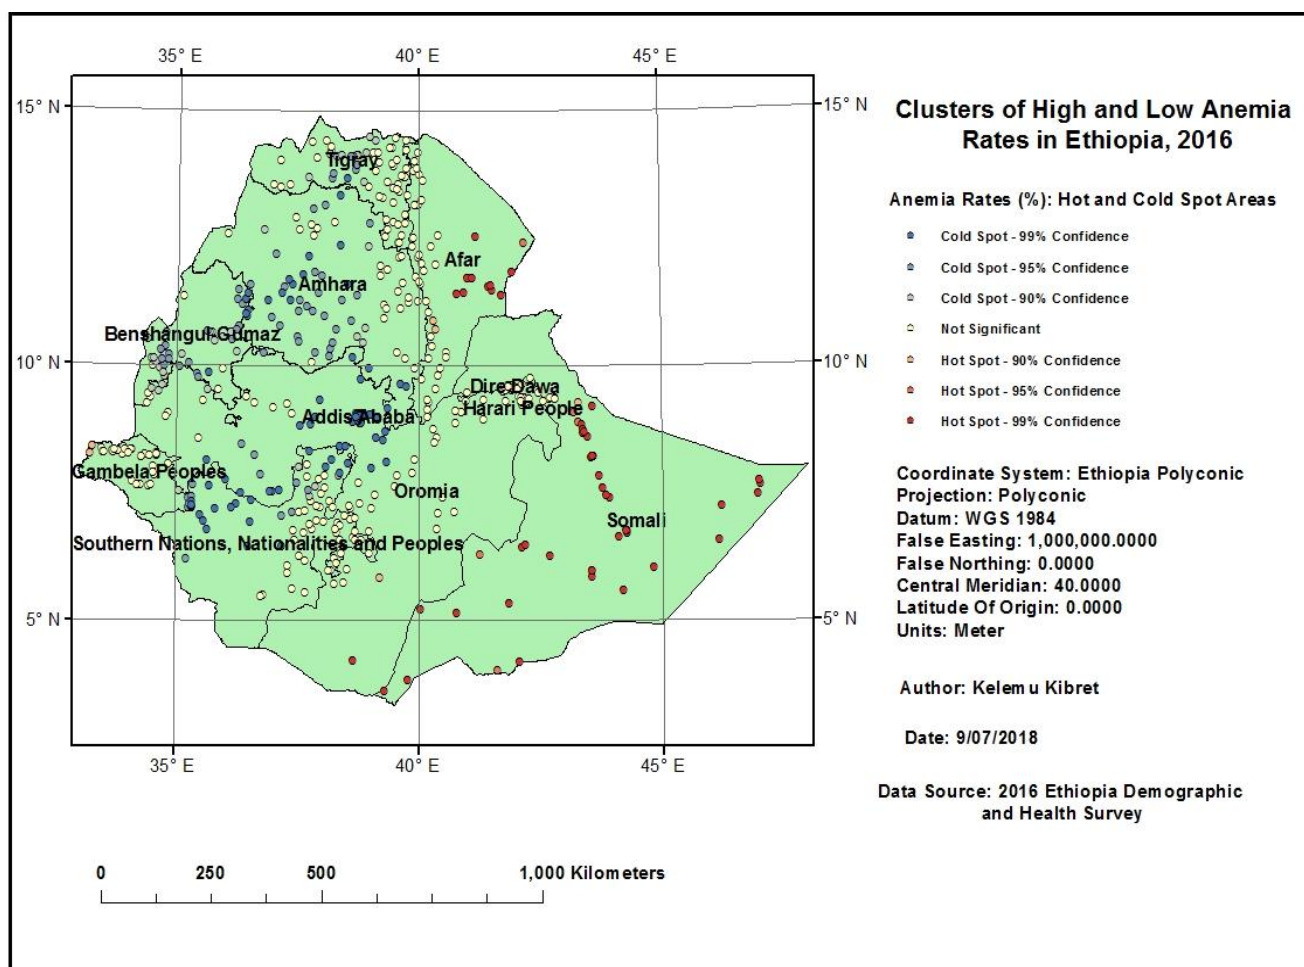 35° E
40° E
45° E
15° N
15° N
Clusters of High and Low Anemia
Rates in Ethiopia, 2016
Tigray
Anemia Rates (%): Hot and Cold Spot Areas
Cold Spot - 99% Confidence
Cold Spot - 95% Confidence
Cold Spot - 90% Confidence
Not Significant
Hot Spot - 90% Confidence
Hot Spot - 95% Confidence
Hot Spot - 99% Confidence
Afar
Amhara
Benshangul-Gumaz
10° N
10° N
Dire Dawa
Harari People
Addis Ababa
Gambela Peoples
Oromia
Somali
Southern Nations, Nationalities and Peoples
5° N
5° N
Coordinate System: Ethiopia Polyconic
Projection: Polyconic
Datum: WGS 1984
False Easting: 1,000,000.0000
False Northing: 0.0000
Central Meridian: 40.0000
Latitude Of Origin: 0.0000
Units: Meter
Author: Kelemu Kibret
Date: 9/07/2018
35° E
40° E
45° E
Data Source: 2016 Ethiopia Demographic
and Health Survey
0
250
500
1,000 Kilometers